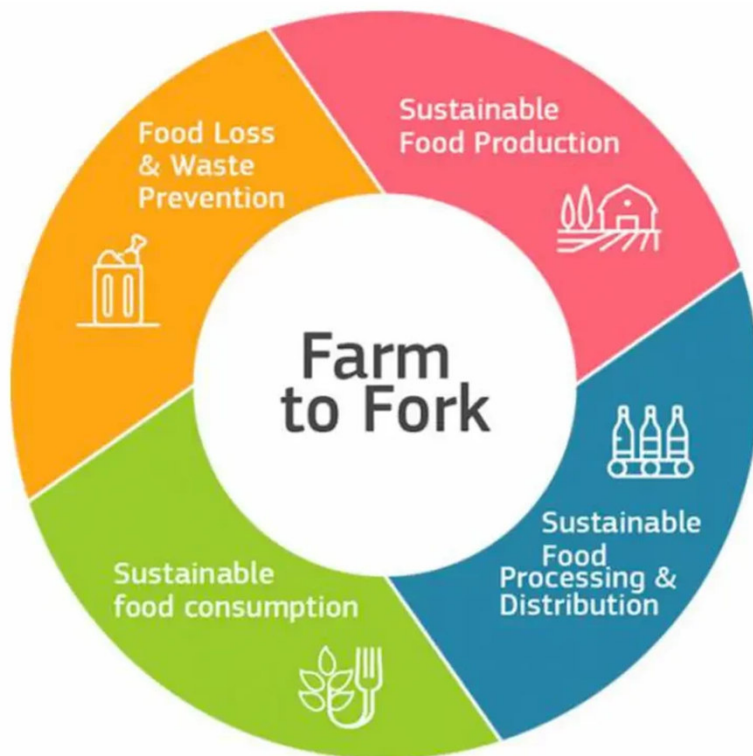 Farm
to Fork
Sustainable
Food Production
Sustainable
Food
Processing &
Distribution
Sustainable
food consumption
Food Loss
& Waste
Prevention